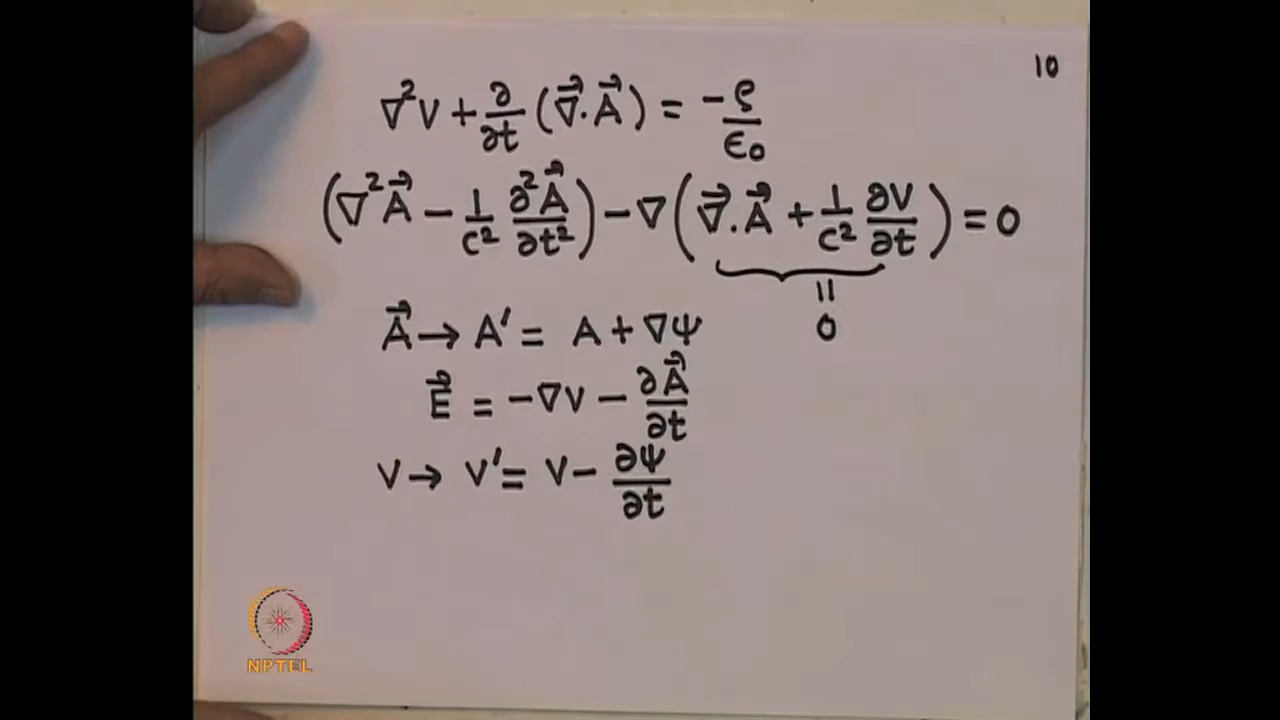 10
∇²V + ∂/∂t (∇⃗·A⃗) = -ρ/ϵ₀
(∇²A⃗ - 1/c² ∂²A⃗/∂t²) - ∇(∇⃗·A⃗ + 1/c² ∂V/∂t) = 0
||
0
A⃗ → A' = A + ∇ψ
E⃗ = -∇V - ∂A⃗/∂t
V → V' = V - ∂ψ/∂t
NPTEL